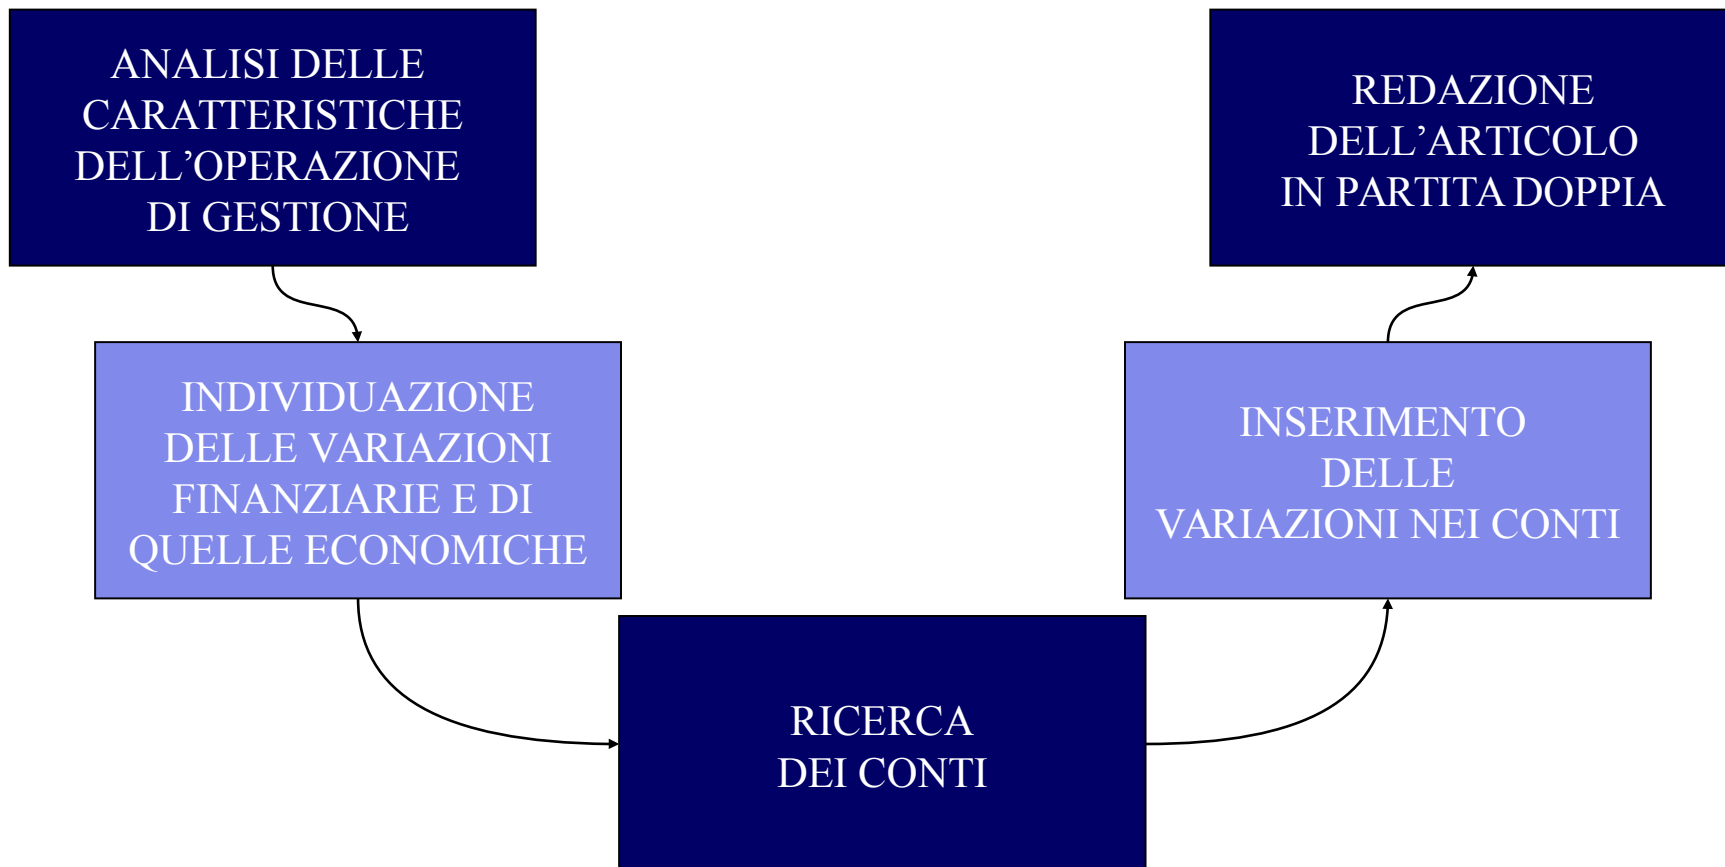 ANALISI DELLE
CARATTERISTICHE
DELL’OPERAZIONE
DI GESTIONE
INDIVIDUAZIONE
DELLE VARIAZIONI
FINANZIARIE E DI
QUELLE ECONOMICHE
RICERCA
DEI CONTI
INSERIMENTO
DELLE
VARIAZIONI NEI CONTI
REDAZIONE
DELL’ARTICOLO
IN PARTITA DOPPIA